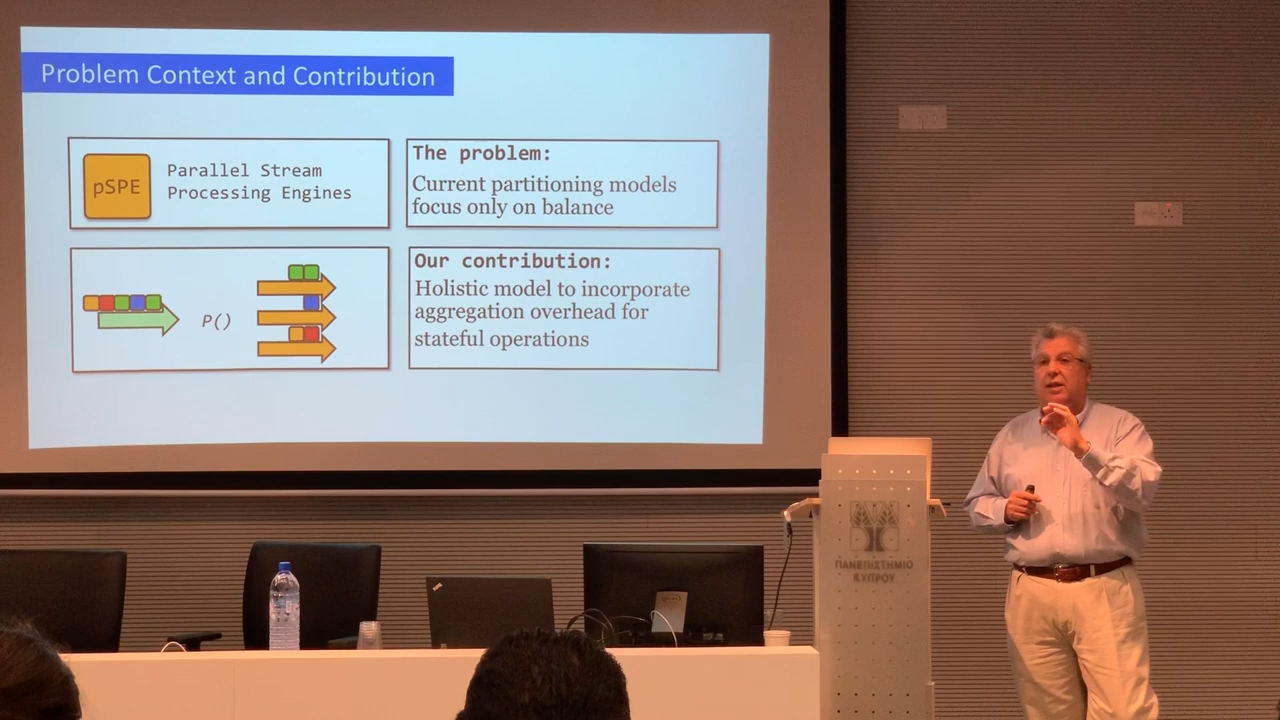 Problem Context and Contribution
pSPE
Parallel Stream
Processing Engines
The problem:
Current partitioning models
focus only on balance
P()
Our contribution:
Holistic model to incorporate
aggregation overhead for
stateful operations
ΠΑΝΕΠΙΣΤΗΜΙΟ
ΚΥΠΡΟΥ